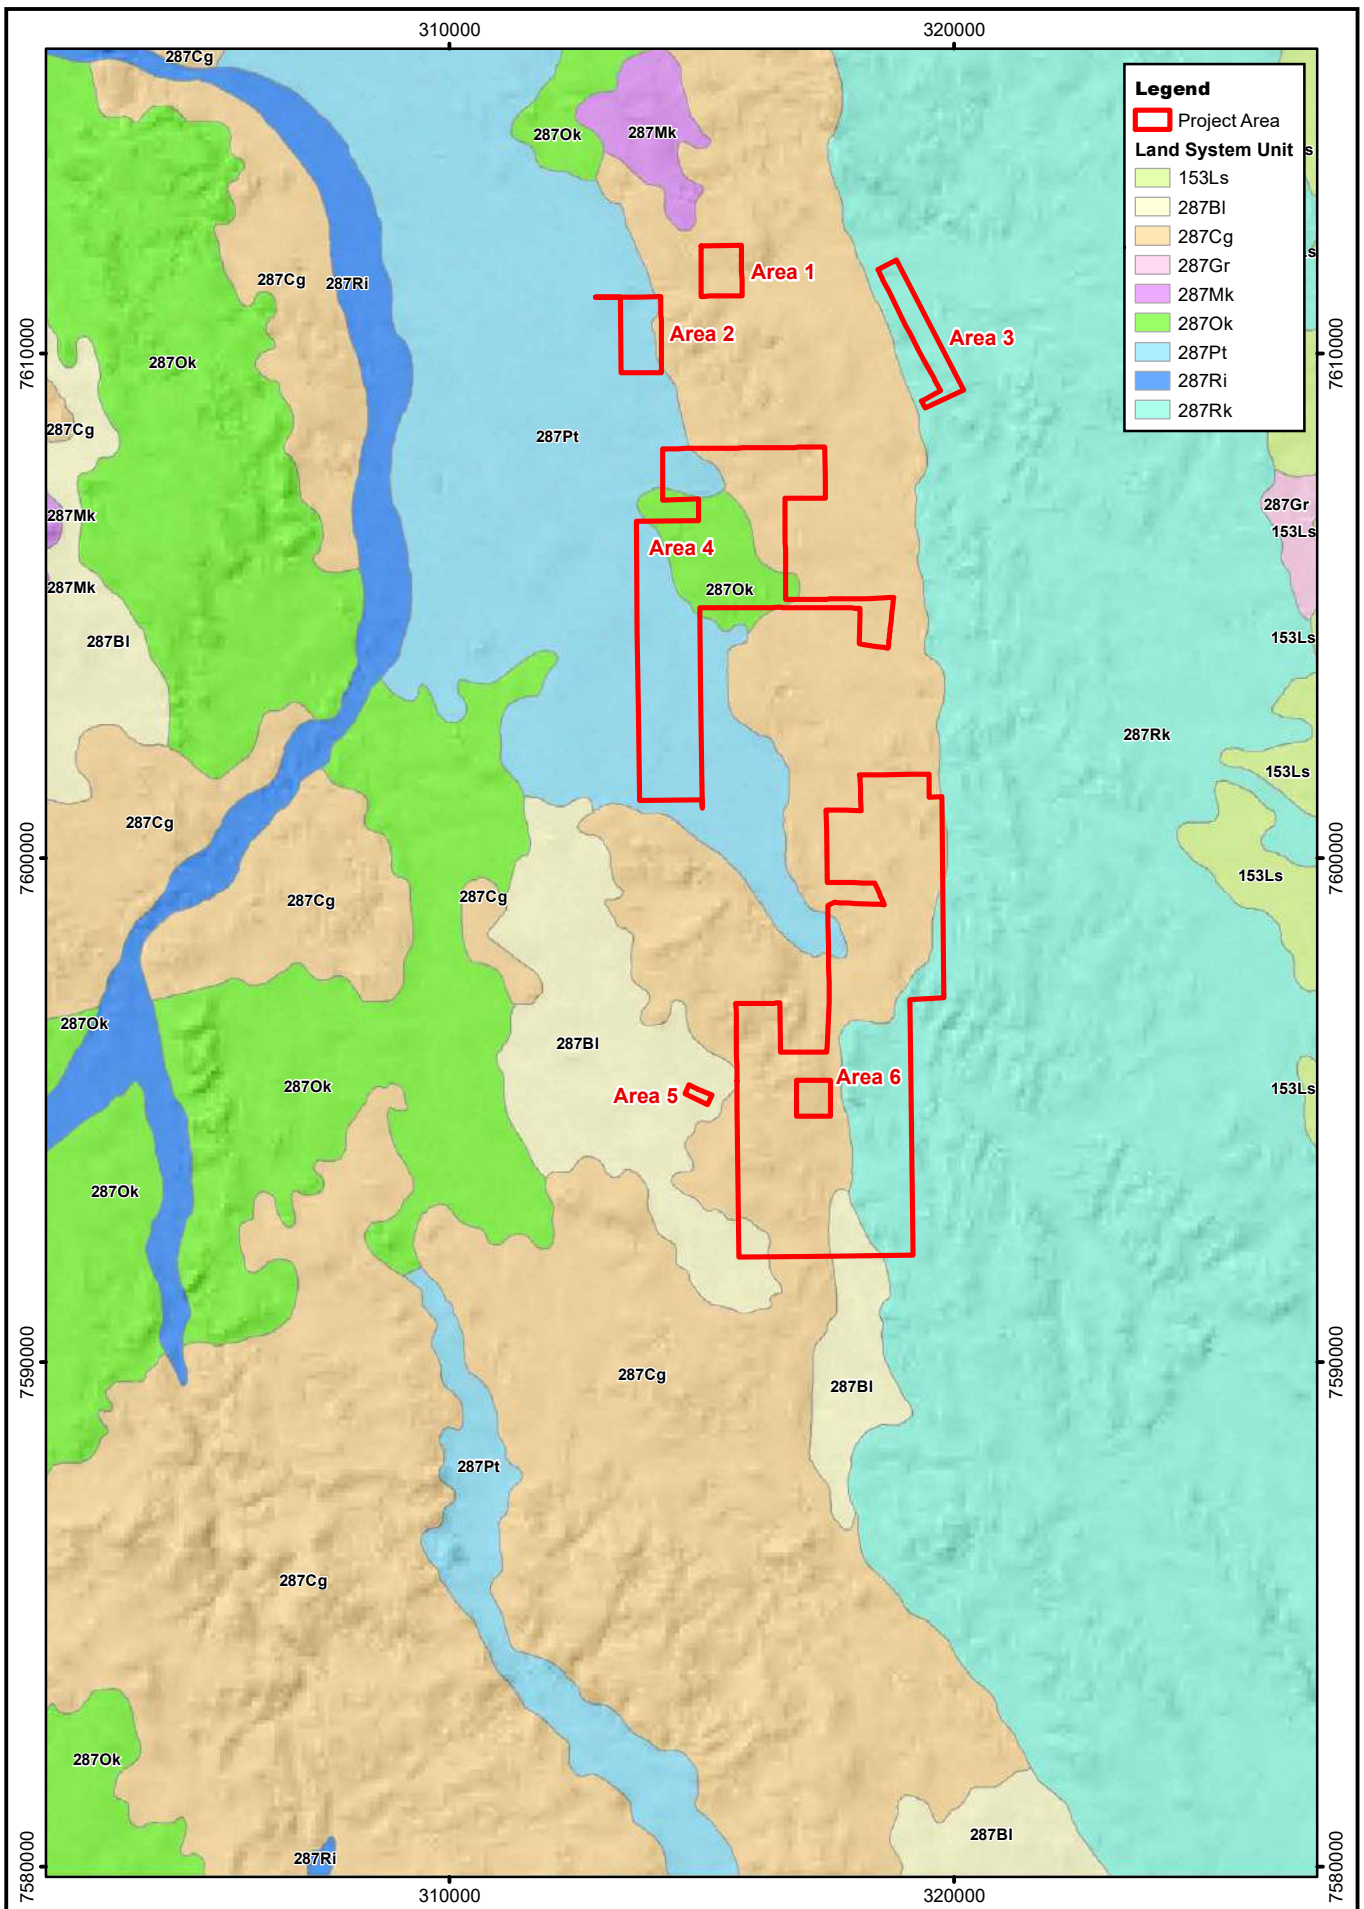 310000
320000
287Cg
Legend
Project Area
Land System Unit
153Ls
287Bl
287Cg
287Gr
287Mk
287Ok
287Pt
287Ri
287Rk
287Ok
287Mk
s
Ls
287Cg
287Ri
Area 1
Area 2
Area 3
7610000
7610000
287Ok
287Cg
287Pt
287Gr
287Mk
153Ls
Area 4
287Mk
287Ok
287Bl
153Ls
287Rk
153Ls
287Cg
7600000
7600000
153Ls
287Cg
287Cg
287Ok
287Bl
Area 6
287Ok
Area 5
153Ls
287Ok
7590000
7590000
287Cg
287Bl
287Pt
287Cg
287Ok
287Bl
287Ri
7580000
7580000
310000
320000